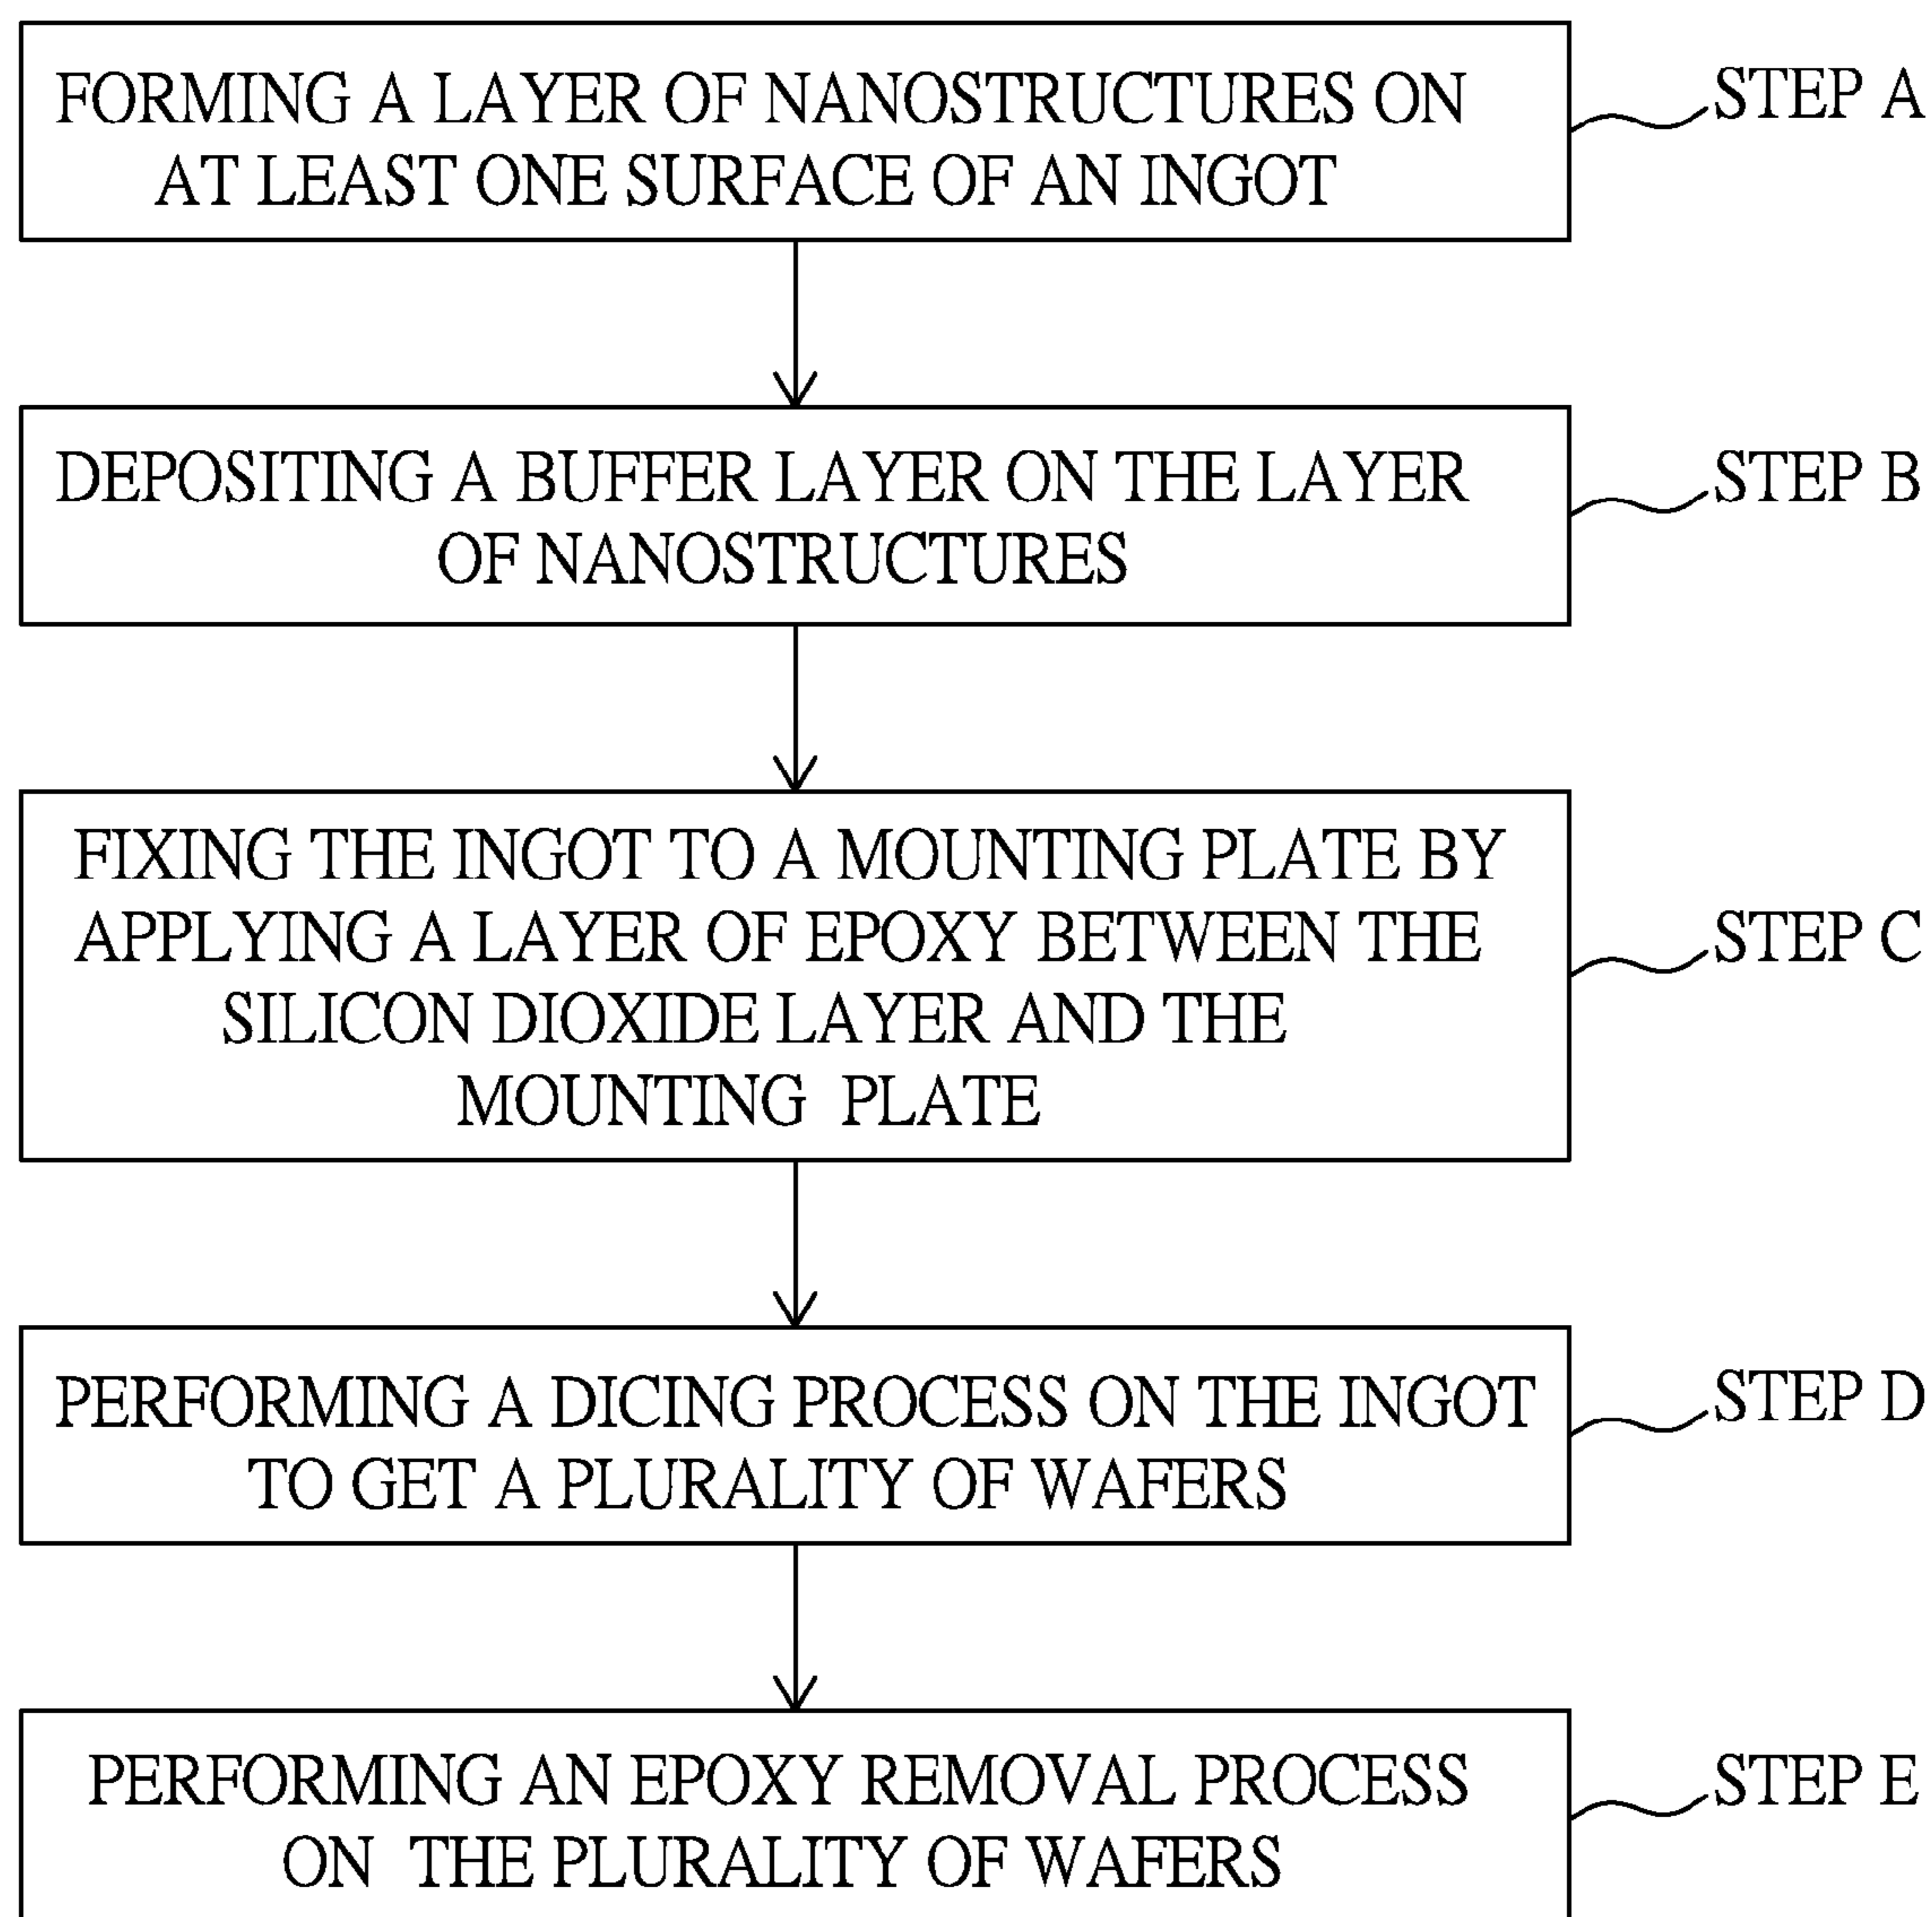 FORMING A LAYER OF NANOSTRUCTURES ON
AT LEAST ONE SURFACE OF AN INGOT
STEP A
DEPOSITING A BUFFER LAYER ON THE LAYER
OF NANOSTRUCTURES
STEP B
FIXING THE INGOT TO A MOUNTING PLATE BY
APPLYING A LAYER OF EPOXY BETWEEN THE
SILICON DIOXIDE LAYER AND THE
MOUNTING PLATE
STEP C
PERFORMING A DICING PROCESS ON THE INGOT
TO GET A PLURALITY OF WAFERS
STEP D
PERFORMING AN EPOXY REMOVAL PROCESS
ON THE PLURALITY OF WAFERS
STEP E